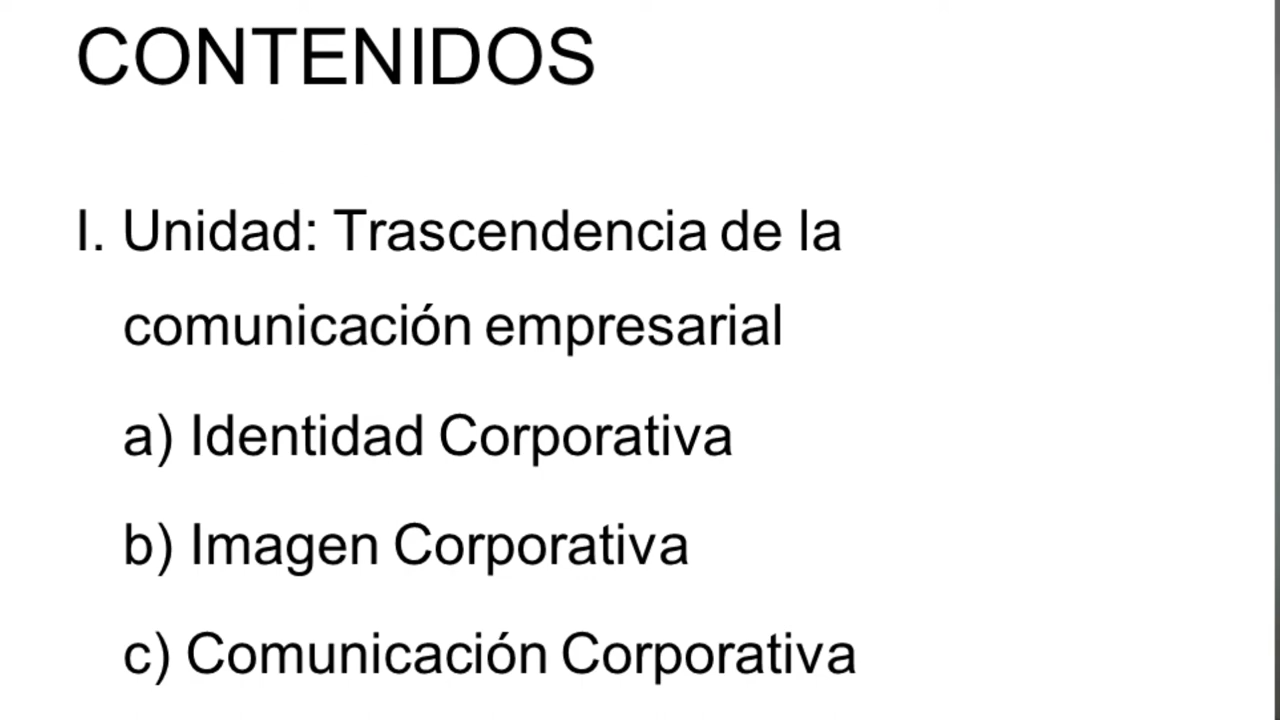 CONTENIDOS
I. Unidad: Trascendencia de la
comunicación empresarial
a) Identidad Corporativa
b) Imagen Corporativa
c) Comunicación Corporativa